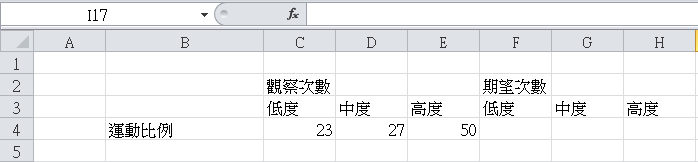 I17 fx
A B C D E F G H
1
2 觀察次數 期望次數
3 低度 中度 高度 低度 中度 高度
4 運動比例 23 27 50
5